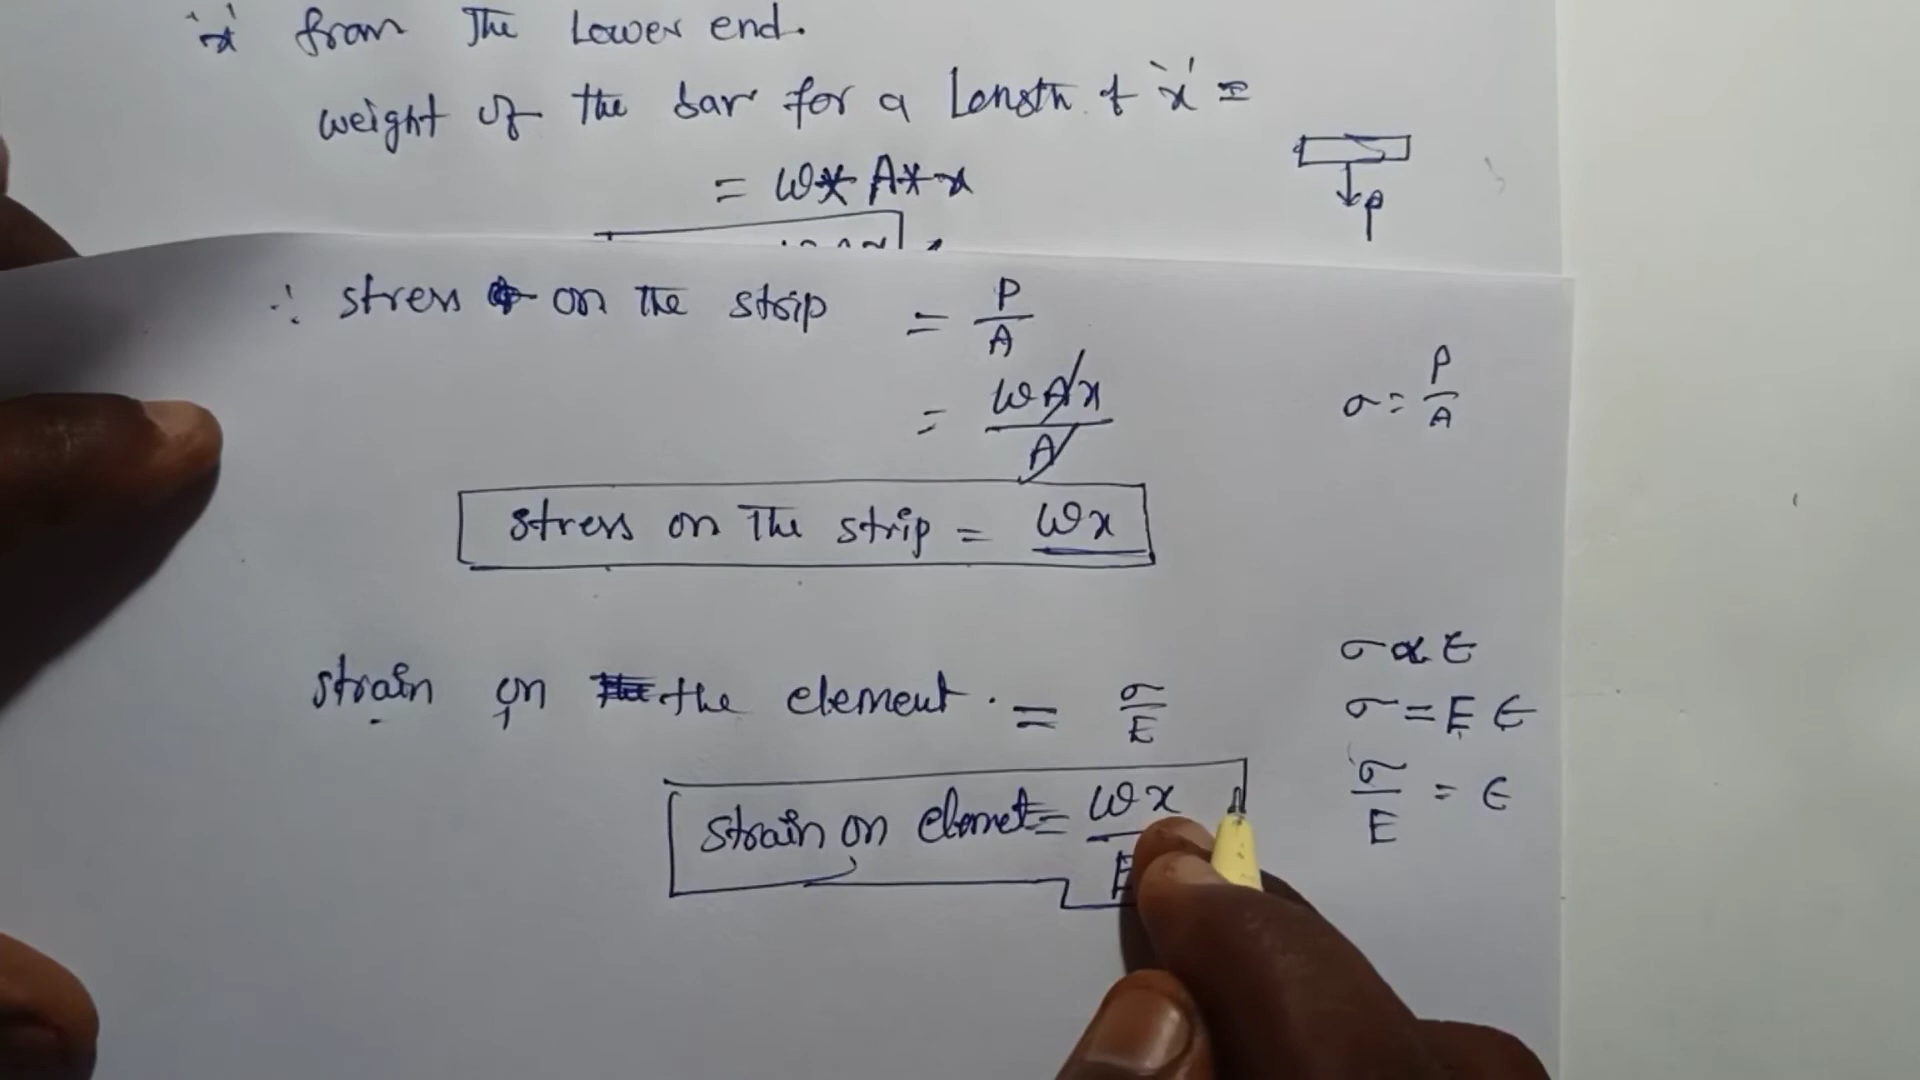 'x' from The Lower end.
weight of the bar for a Length of 'x' =
= W* A* x
P
∴ stress on the strip = P/A
= WAx/A
σ = P/A
stress on The strip = Wx
strain on the element. = σ/E
σ α ϵ
σ = E ϵ
σ/E = ϵ
Strain on elemet = Wx/E